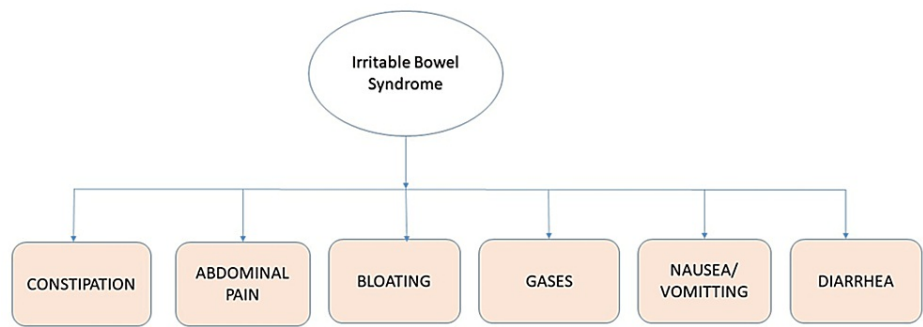 Irritable Bowel
Syndrome
CONSTIPATION
ABDOMINAL
PAIN
BLOATING
GASES
NAUSEA/
VOMITTING
DIARRHEA